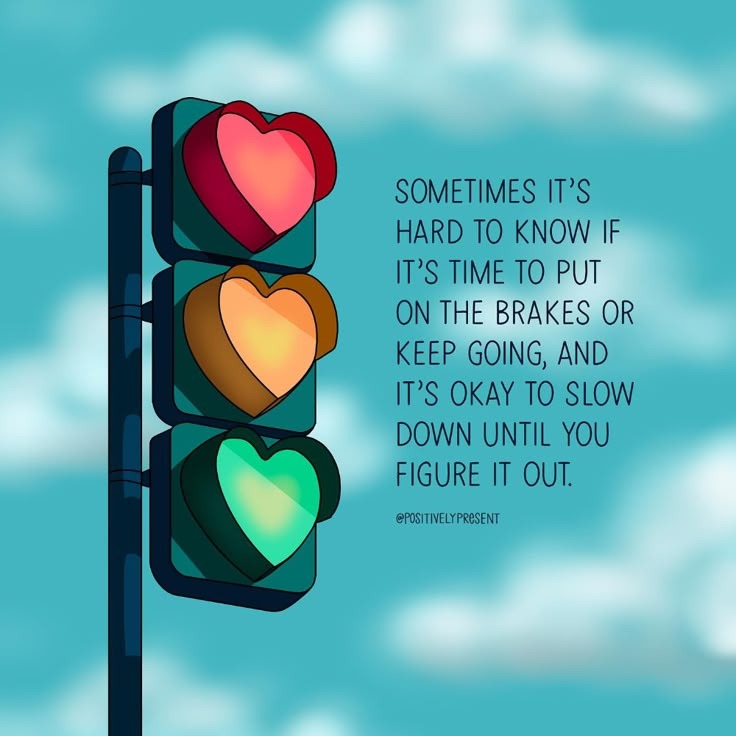 SOMETIMES IT'S
HARD TO KNOW IF
IT'S TIME TO PUT
ON THE BRAKES OR
KEEP GOING, AND
IT'S OKAY TO SLOW
DOWN UNTIL YOU
FIGURE IT OUT.
@POSITIVELYPRESENT